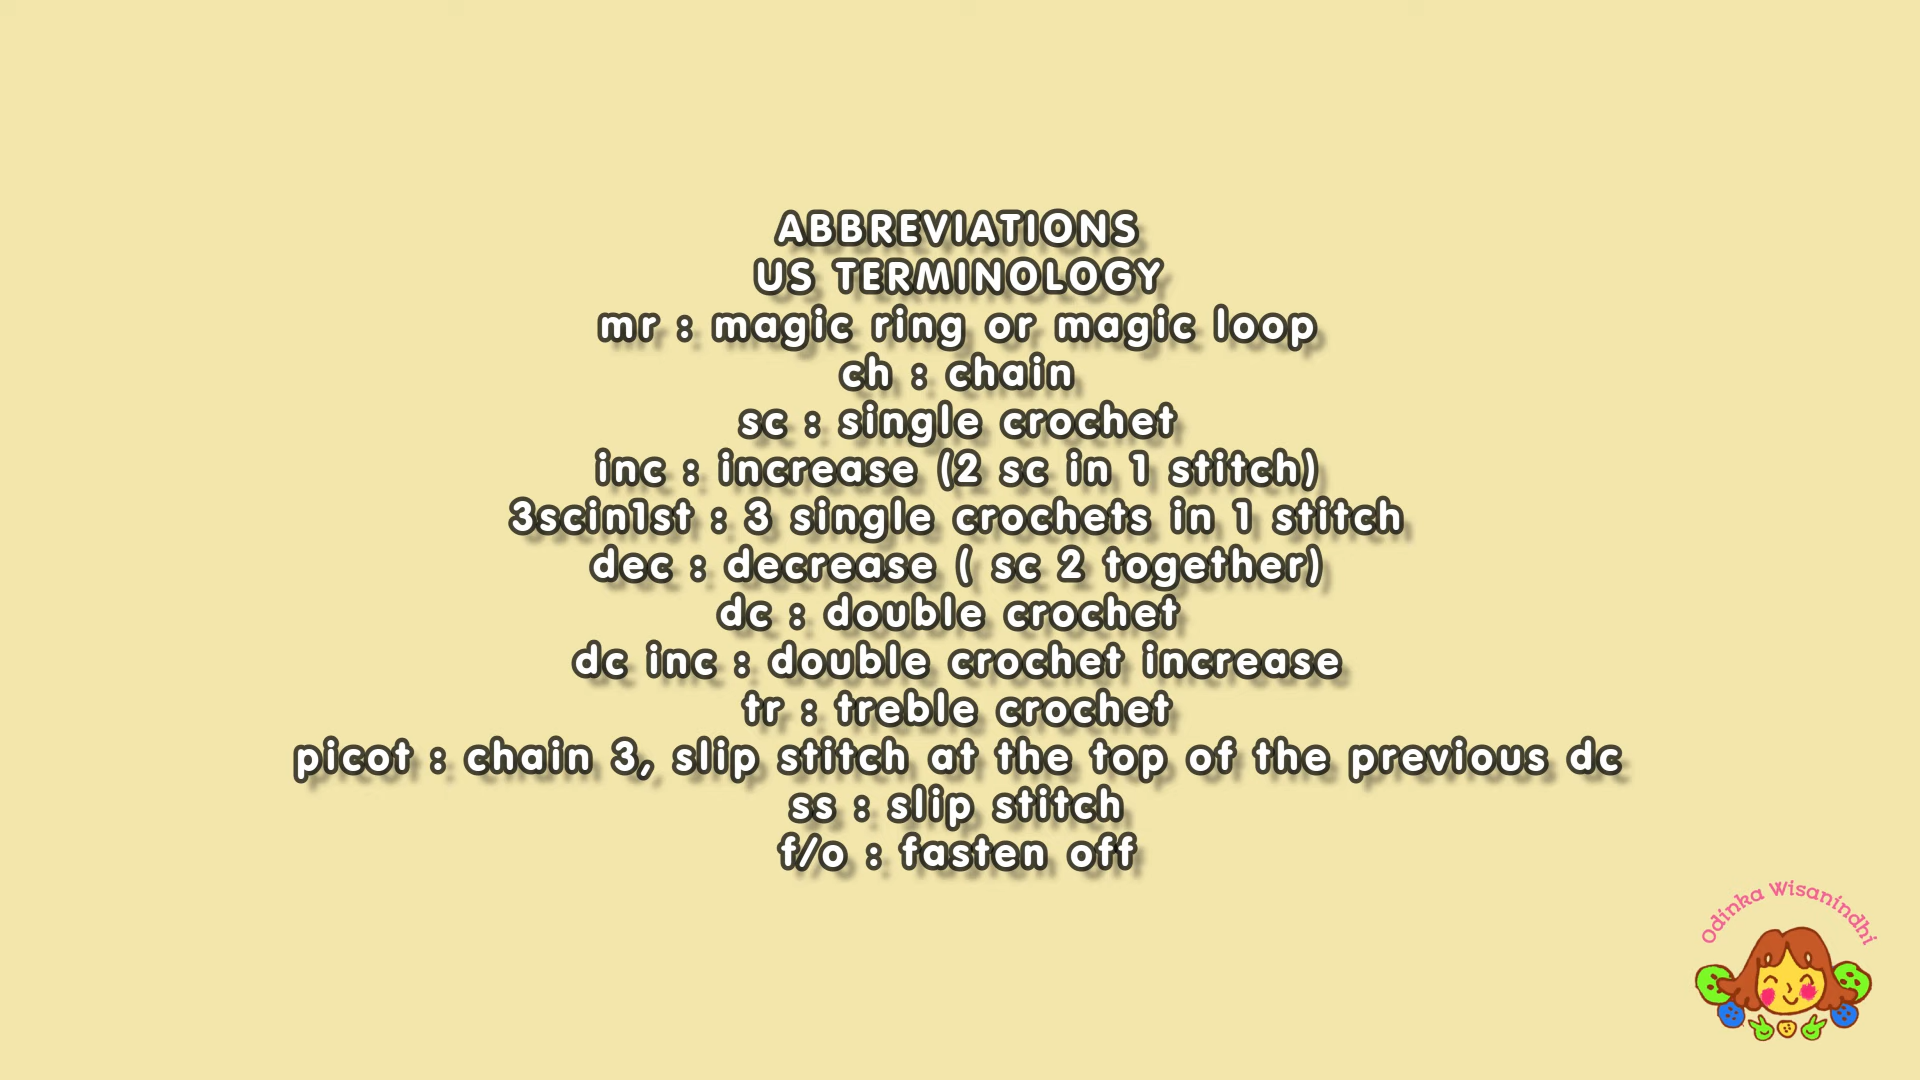 ABBREVIATIONS
US TERMINOLOGY
mr : magic ring or magic loop
ch : chain
sc : single crochet
inc : increase (2 sc in 1 stitch)
3scin1st : 3 single crochets in 1 stitch
dec : decrease ( sc 2 together)
dc : double crochet
dc inc : double crochet increase
tr : treble crochet
picot : chain 3, slip stitch at the top of the previous dc
ss : slip stitch
f/o : fasten off
Odinka Wisanindhi